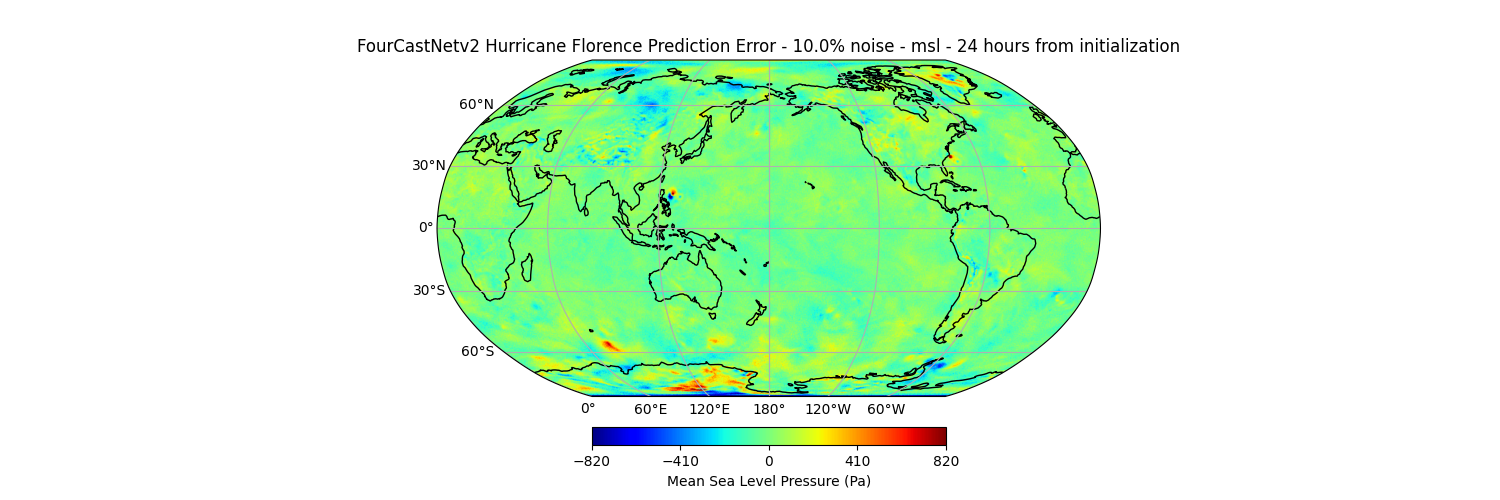 FourCastNetv2 Hurricane Florence Prediction Error - 10.0% noise - msl - 24 hours from initialization
60°N
30°N
0°
30°S
60°S
0° 60°E 120°E 180° 120°W 60°W
−820 −410 0 410 820
Mean Sea Level Pressure (Pa)